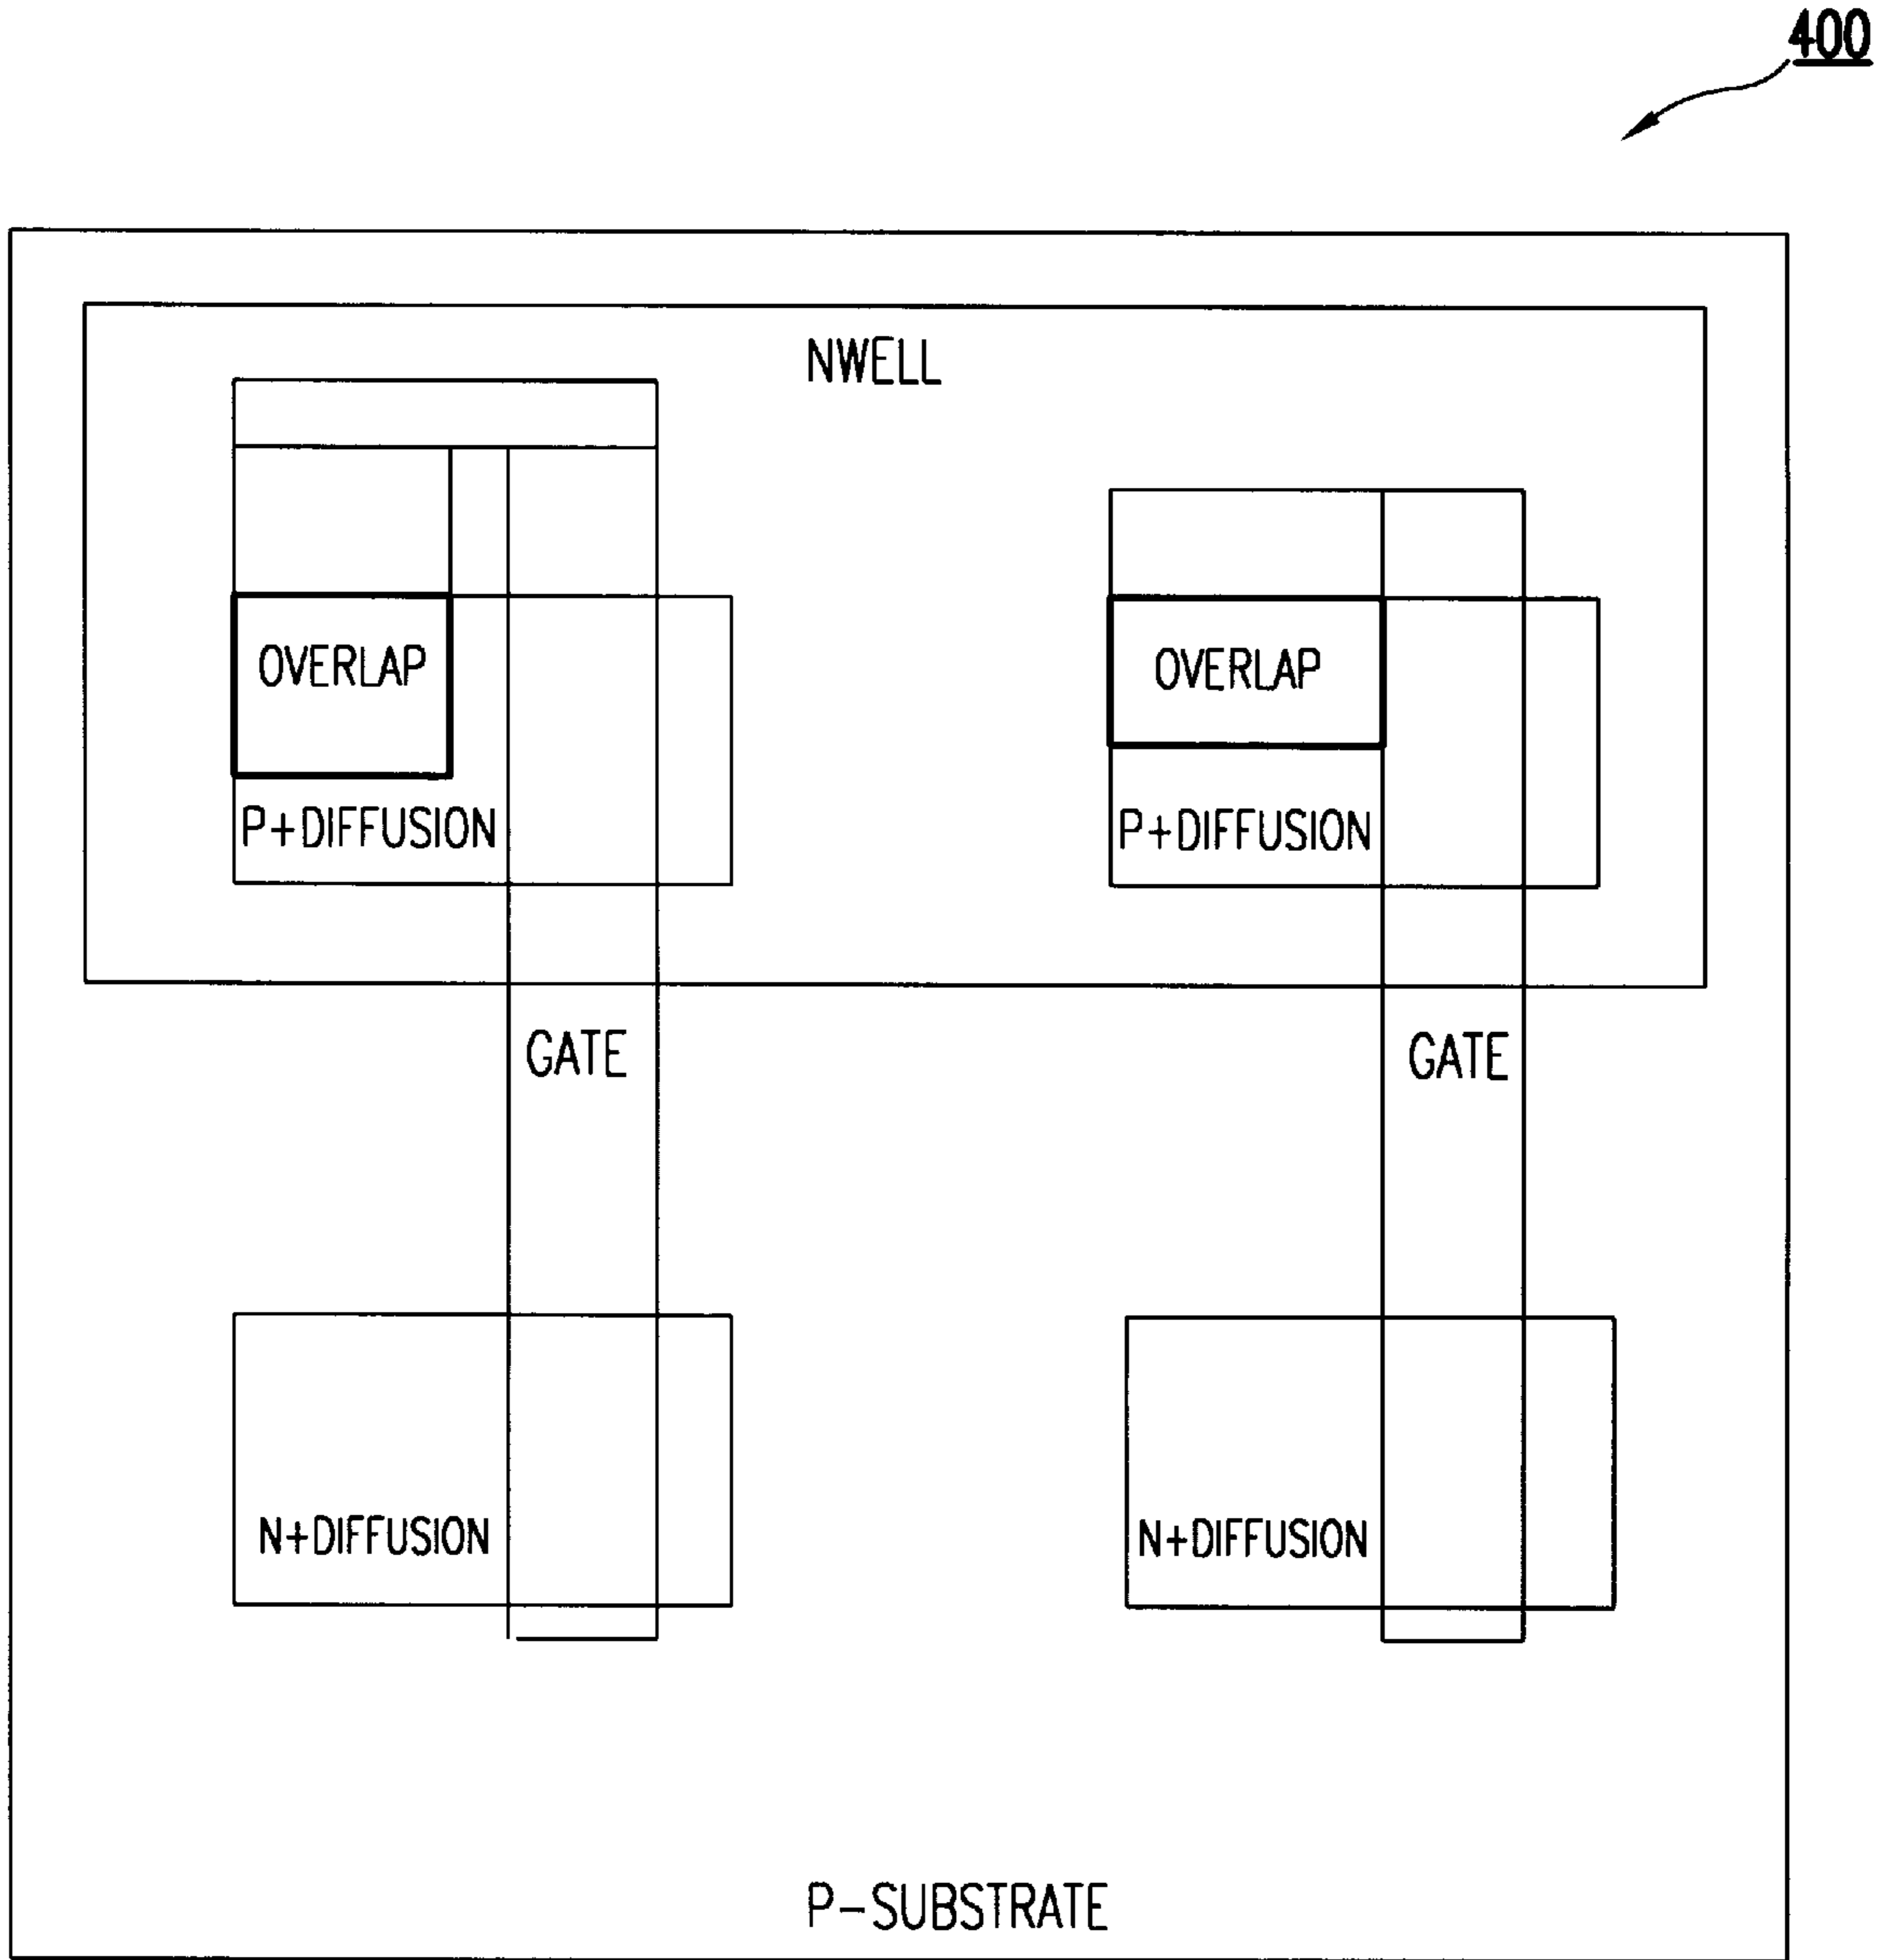 400
NWELL
OVERLAP
OVERLAP
P+DIFFUSION
P+DIFFUSION
GATE
GATE
N+DIFFUSION
N+DIFFUSION
P-SUBSTRATE